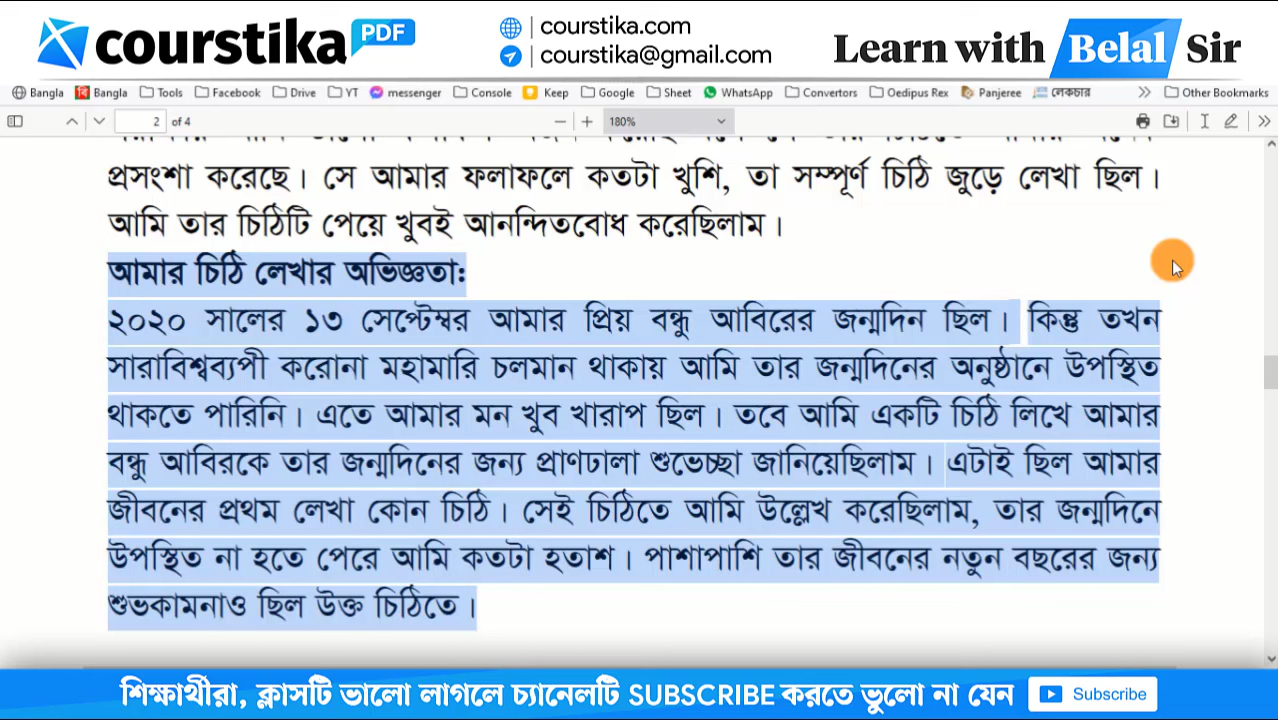 courstika PDF
courstika.com
courstika@gmail.com
Learn with Belal Sir
Bangla Bangla Tools Facebook Drive YT messenger Console Keep Google Sheet WhatsApp Convertors Oedipus Rex Panjeree লেকচার Other Bookmarks
2 of 4 180%
প্রসংশা করেছে। সে আমার ফলাফলে কতটা খুশি, তা সম্পূর্ণ চিঠি জুড়ে লেখা ছিল।
আমি তার চিঠিটি পেয়ে খুবই আনন্দিতবোধ করেছিলাম।
আমার চিঠি লেখার অভিজ্ঞতা:
২০২০ সালের ১৩ সেপ্টেম্বর আমার প্রিয় বন্ধু আবিরের জন্মদিন ছিল। কিন্তু তখন
সারাবিশ্বব্যপী করোনা মহামারি চলমান থাকায় আমি তার জন্মদিনের অনুষ্ঠানে উপস্থিত
থাকতে পারিনি। এতে আমার মন খুব খারাপ ছিল। তবে আমি একটি চিঠি লিখে আমার
বন্ধু আবিরকে তার জন্মদিনের জন্য প্রাণঢালা শুভেচ্ছা জানিয়েছিলাম। এটাই ছিল আমার
জীবনের প্রথম লেখা কোন চিঠি। সেই চিঠিতে আমি উল্লেখ করেছিলাম, তার জন্মদিনে
উপস্থিত না হতে পেরে আমি কতটা হতাশ। পাশাপাশি তার জীবনের নতুন বছরের জন্য
শুভকামনাও ছিল উক্ত চিঠিতে।
শিক্ষার্থীরা, ক্লাসটি ভালো লাগলে চ্যানেলটি SUBSCRIBE করতে ভুলো না যেন Subscribe